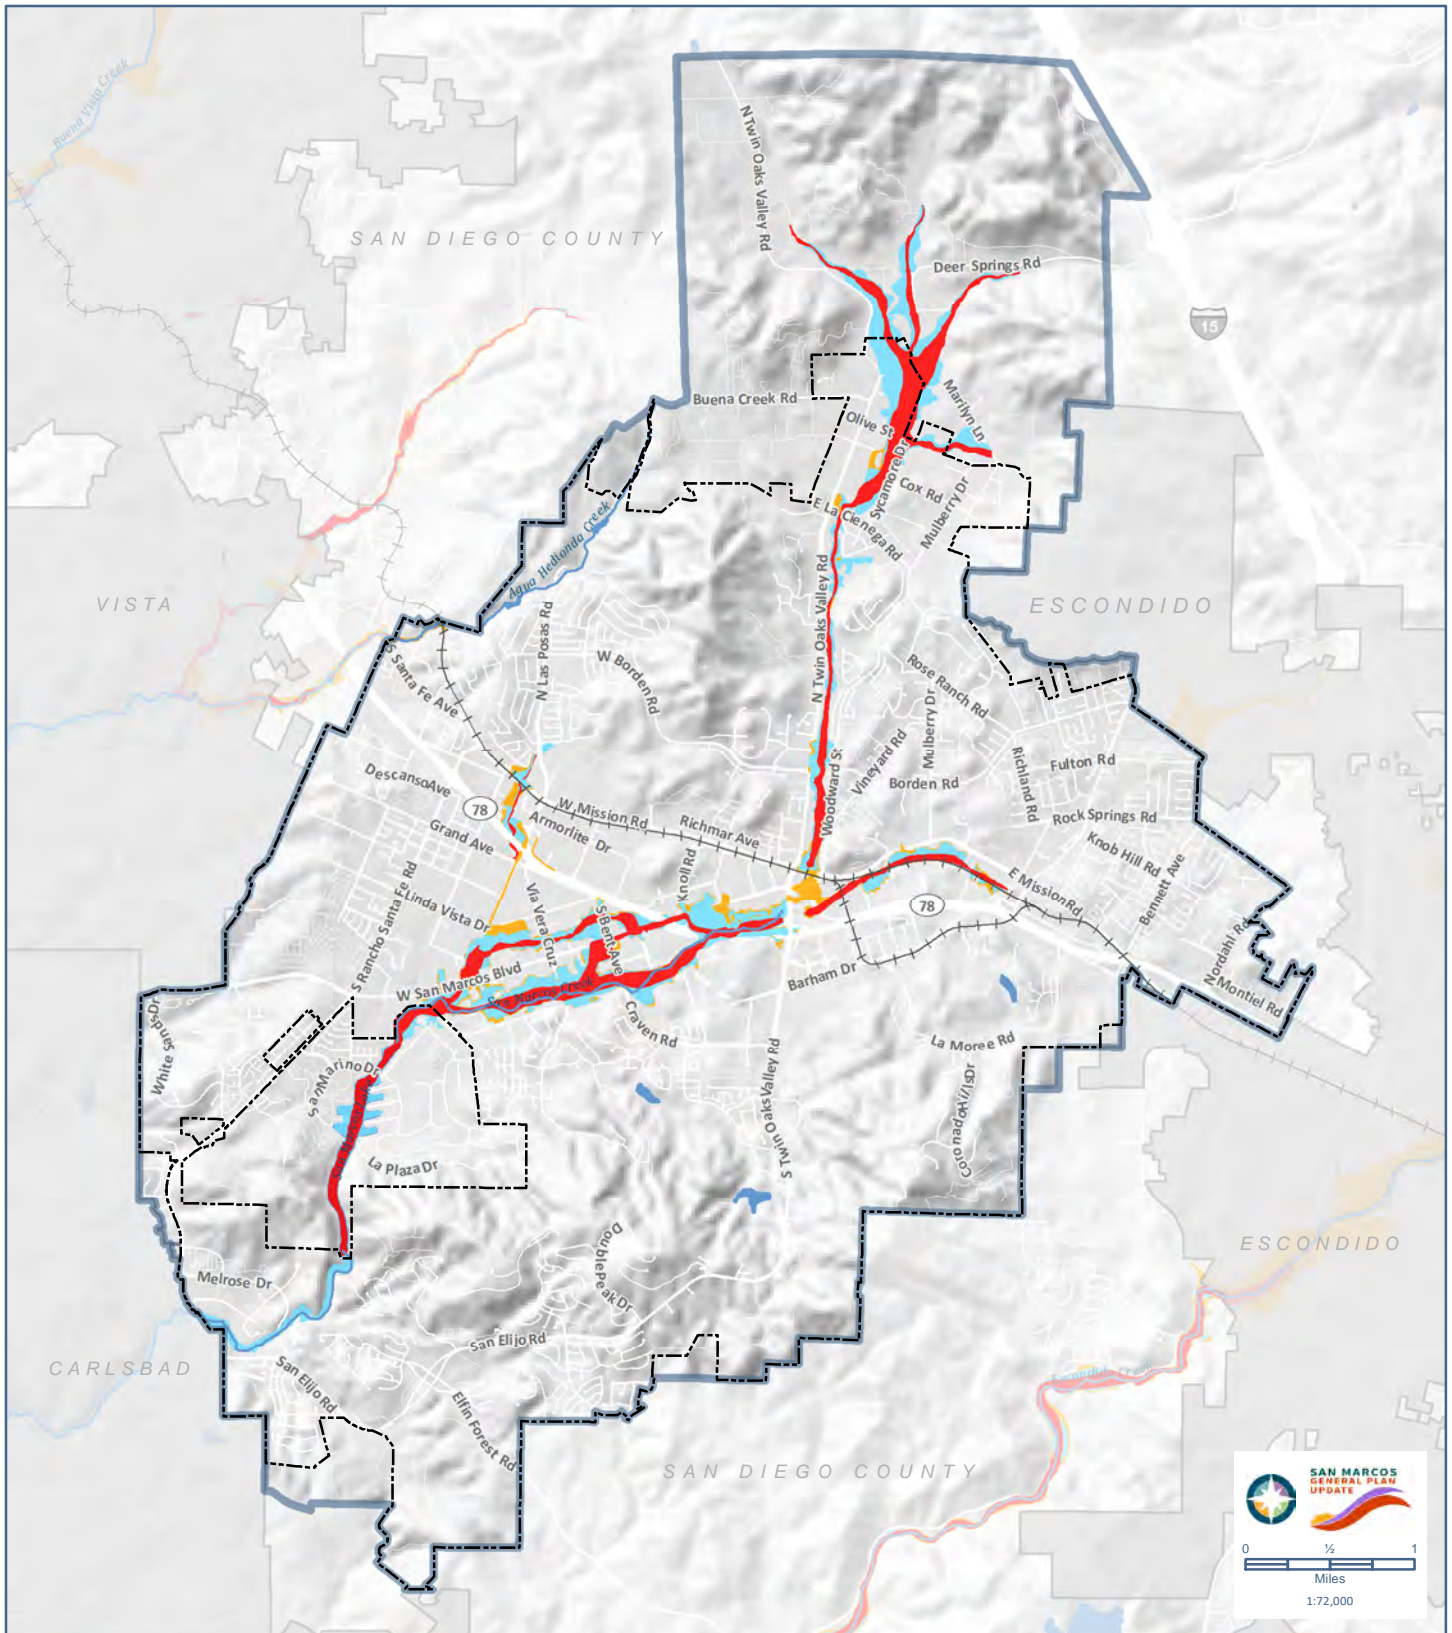 Buena Vista Creek
SAN DIEGO COUNTY
N Twin Oaks Valley Rd
Deer Springs Rd
15
Buena Creek Rd
Marilyn Ln
Olive St
Sycamore Dr
Cox Rd
Mulberry Dr
E La Cienega Rd
Agua Hedionda Creek
VISTA
ESCONDIDO
N Las Posas Rd
N Twin Oaks Valley Rd
S Santa Fe Ave
W Borden Rd
Rose Ranch Rd
Mulberry Dr
Vineyard Rd
Woodward St
Borden Rd
Richland Rd
Fulton Rd
Descanso Ave
78
W Mission Rd
Richmar Ave
Rock Springs Rd
Armorlite Dr
Grand Ave
Knob Hill Rd
Knoll Rd
Bennett Ave
E Mission Rd
78
S Rancho Santa Fe Rd
Linda Vista Dr
Via Vera Cruz
S Bent Ave
Nordahl Rd
Montiel Rd
W San Marcos Blvd
San Marcos Creek
Barham Dr
Craven Rd
White Sands Dr
La Moree Rd
San Marino Dr
S Twin Oaks Valley Rd
Coronado Hills Dr
La Plaza Dr
Double Peak Dr
ESCONDIDO
Melrose Dr
San Elijo Rd
CARLSBAD
San Elijo Rd
Elfin Forest Rd
Escondido Creek
SAN DIEGO COUNTY
SAN MARCOS
GENERAL PLAN
UPDATE
0 ½ 1
Miles
1:72,000